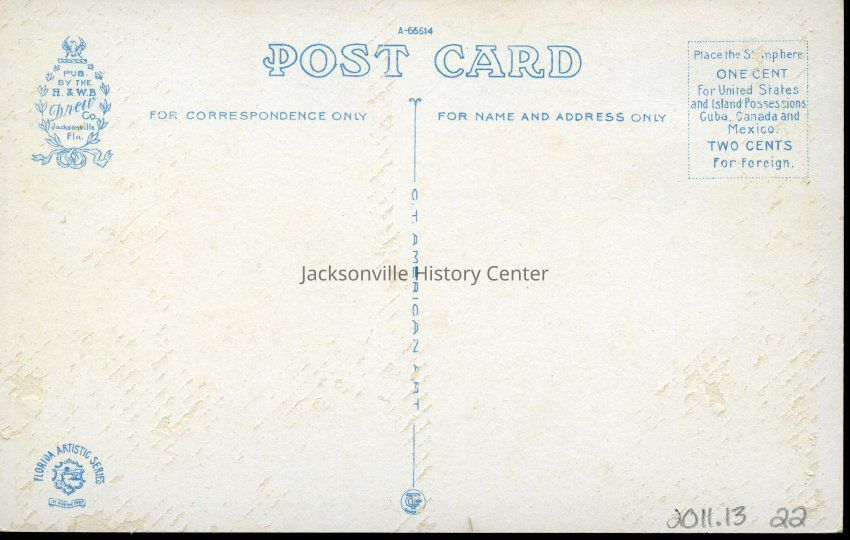 A-66514
POST CARD
PUB.
BY THE
H. & W.B
Drew
Co.
Jacksonville
Fla.
FOR CORRESPONDENCE ONLY
FOR NAME AND ADDRESS ONLY
Place the Stamp here
ONE CENT
For United States
and Island Possessions
Cuba, Canada and
Mexico.
TWO CENTS
For Foreign.
C.T. AMERICAN ART
Jacksonville History Center
FLORIDA ARTISTIC SERIES
2011.13 22